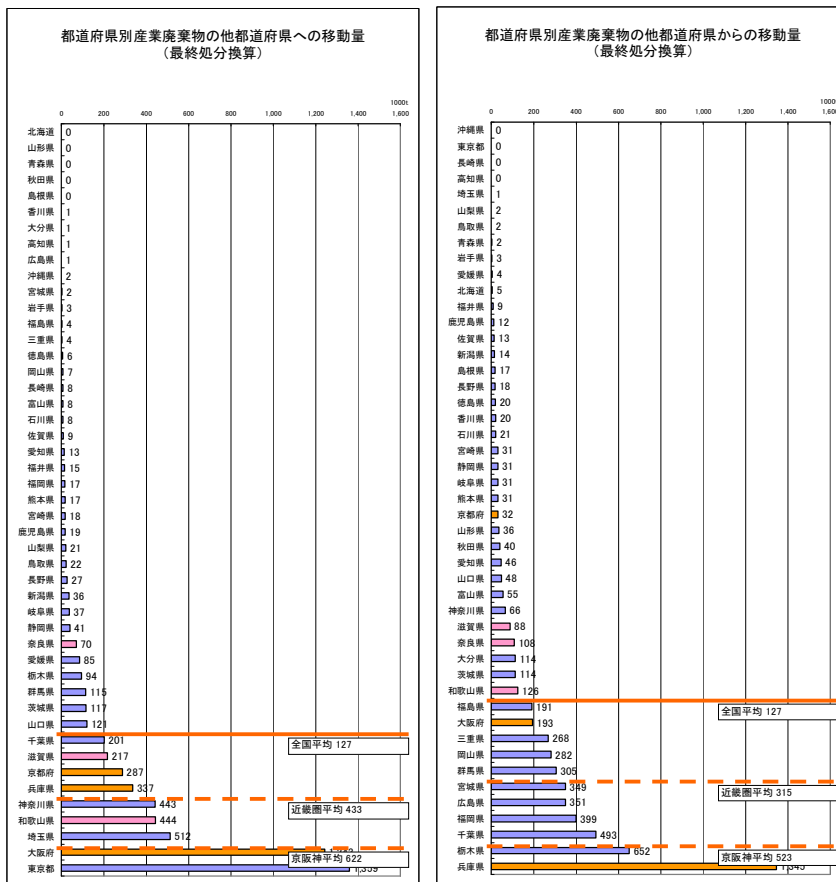 都道府県別産業廃棄物の他都道府県への移動量
（最終処分換算）
1000t
0 200 400 600 800 1,000 1,200 1,400 1,600
北海道 0
山形県 0
青森県 0
秋田県 0
島根県 0
香川県 1
大分県 1
高知県 1
広島県 1
沖縄県 2
宮城県 2
岩手県 3
福島県 4
三重県 4
徳島県 6
岡山県 7
長崎県 8
富山県 8
石川県 8
佐賀県 9
愛知県 13
福井県 15
福岡県 17
熊本県 17
宮崎県 18
鹿児島県 19
山梨県 21
鳥取県 22
長野県 27
新潟県 36
岐阜県 37
静岡県 41
奈良県 70
愛媛県 85
栃木県 94
群馬県 115
茨城県 117
山口県 121
千葉県 201
全国平均 127
滋賀県 217
京都府 287
兵庫県 337
神奈川県 443
近畿圏平均 433
和歌山県 444
埼玉県 512
大阪府
京阪神平均 622
東京都 1,359
都道府県別産業廃棄物の他都道府県からの移動量
（最終処分換算）
1000t
0 200 400 600 800 1,000 1,200 1,400 1,600
沖縄県 0
東京都 0
長崎県 0
高知県 0
埼玉県 1
山梨県 2
鳥取県 2
青森県 2
岩手県 3
愛媛県 4
北海道 5
福井県 9
鹿児島県 12
佐賀県 13
新潟県 14
島根県 17
長野県 18
徳島県 20
香川県 20
石川県 21
宮崎県 31
静岡県 31
岐阜県 31
熊本県 31
京都府 32
山形県 36
秋田県 40
愛知県 46
山口県 48
富山県 55
神奈川県 66
滋賀県 88
奈良県 108
大分県 114
茨城県 114
和歌山県 126
福島県 191
全国平均 127
大阪府 193
三重県 268
岡山県 282
群馬県 305
宮城県 349
近畿圏平均 315
広島県 351
福岡県 399
千葉県 493
栃木県 652
京阪神平均 523
兵庫県 1,345